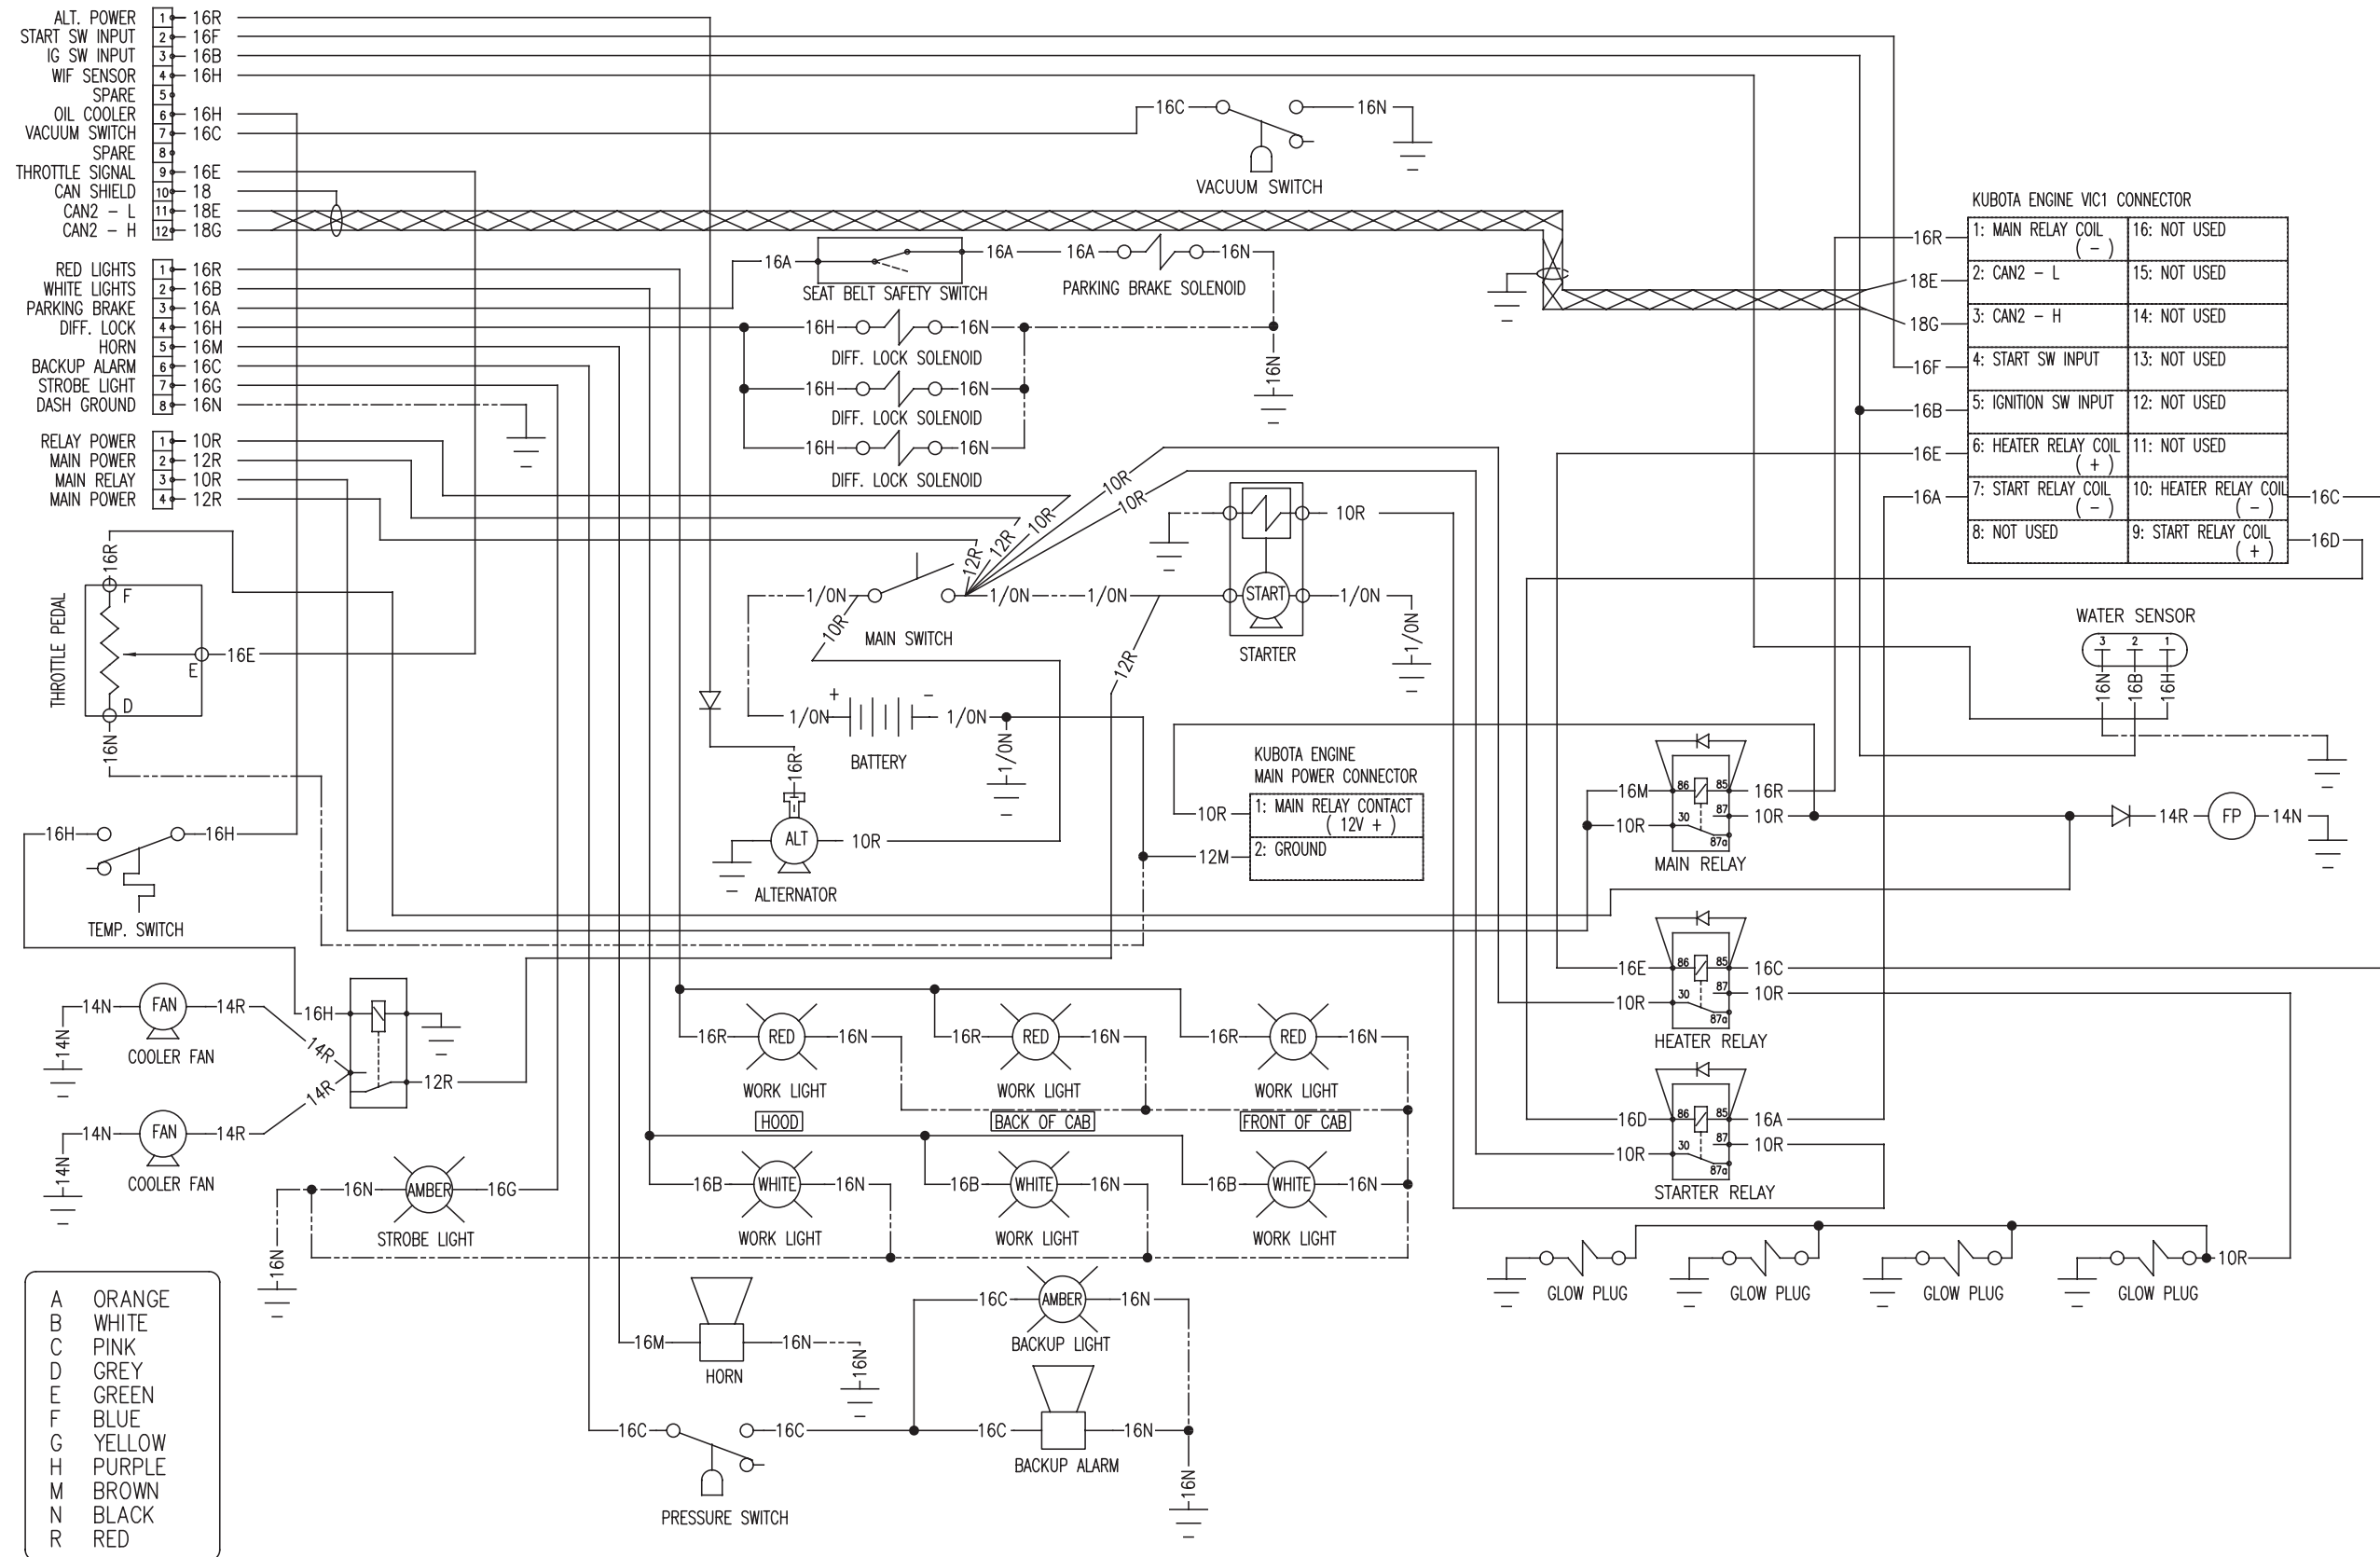 ALT. POWER 1 16R
START SW INPUT 2 16F
IG SW INPUT 3 16B
WIF SENSOR 4 16H
SPARE 5
OIL COOLER 6 16H
VACUUM SWITCH 7 16C
SPARE 8
THROTTLE SIGNAL 9 16E
CAN SHIELD 10 18
CAN2 - L 11 18E
CAN2 - H 12 18G
RED LIGHTS 1 16R
WHITE LIGHTS 2 16B
PARKING BRAKE 3 16A
DIFF. LOCK 4 16H
HORN 5 16M
BACKUP ALARM 6 16C
STROBE LIGHT 7 16G
DASH GROUND 8 16N
RELAY POWER 1 10R
MAIN POWER 2 12R
MAIN RELAY 3 10R
MAIN POWER 4 12R
16C 16N
VACUUM SWITCH
16A 16A 16A 16N
SEAT BELT SAFETY SWITCH
PARKING BRAKE SOLENOID
16H 16N
DIFF. LOCK SOLENOID
16H 16N
DIFF. LOCK SOLENOID
16H 16N
DIFF. LOCK SOLENOID
16N
KUBOTA ENGINE VIC1 CONNECTOR
16R 1: MAIN RELAY COIL 16: NOT USED
( - )
18E 2: CAN2 - L 15: NOT USED
18G 3: CAN2 - H 14: NOT USED
16F 4: START SW INPUT 13: NOT USED
16B 5: IGNITION SW INPUT 12: NOT USED
16E 6: HEATER RELAY COIL 11: NOT USED
( + )
16A 7: START RELAY COIL 10: HEATER RELAY COIL 16C
( - ) ( - )
8: NOT USED 9: START RELAY COIL 16D
( + )
12R 12R 10R 10R 10R
10R
1/0N 1/0N 1/0N START 1/0N
10R
MAIN SWITCH
STARTER
1/0N
12R
THROTTLE PEDAL
16R
F
E 16E
D
16N
+ -
1/0N 1/0N
BATTERY
1/0N
16R
ALT 10R
ALTERNATOR
KUBOTA ENGINE
MAIN POWER CONNECTOR
10R 1: MAIN RELAY CONTACT
( 12V + )
12M 2: GROUND
WATER SENSOR
3 2 1
16N 16B 16H
16M 86 85 16R
87 10R
10R 30
87a
MAIN RELAY
14R FP 14N
16H 16H
TEMP. SWITCH
16E 86 85 16C
87 10R
10R 30
87a
HEATER RELAY
16D 86 85 16A
87 10R
10R 30
87a
STARTER RELAY
14N FAN 14R
14N
COOLER FAN
16H
14R
14R
12R
14N FAN 14R
14N
COOLER FAN
16R RED 16N
WORK LIGHT
HOOD
16R RED 16N
WORK LIGHT
BACK OF CAB
16R RED 16N
WORK LIGHT
FRONT OF CAB
16N AMBER 16G
STROBE LIGHT
16N
16B WHITE 16N
WORK LIGHT
16B WHITE 16N
WORK LIGHT
16B WHITE 16N
WORK LIGHT
10R
GLOW PLUG GLOW PLUG GLOW PLUG GLOW PLUG
16M 16N
16N
HORN
16C AMBER 16N
BACKUP LIGHT
16C 16C
PRESSURE SWITCH
16C 16N
BACKUP ALARM
16N
A ORANGE
B WHITE
C PINK
D GREY
E GREEN
F BLUE
G YELLOW
H PURPLE
M BROWN
N BLACK
R RED